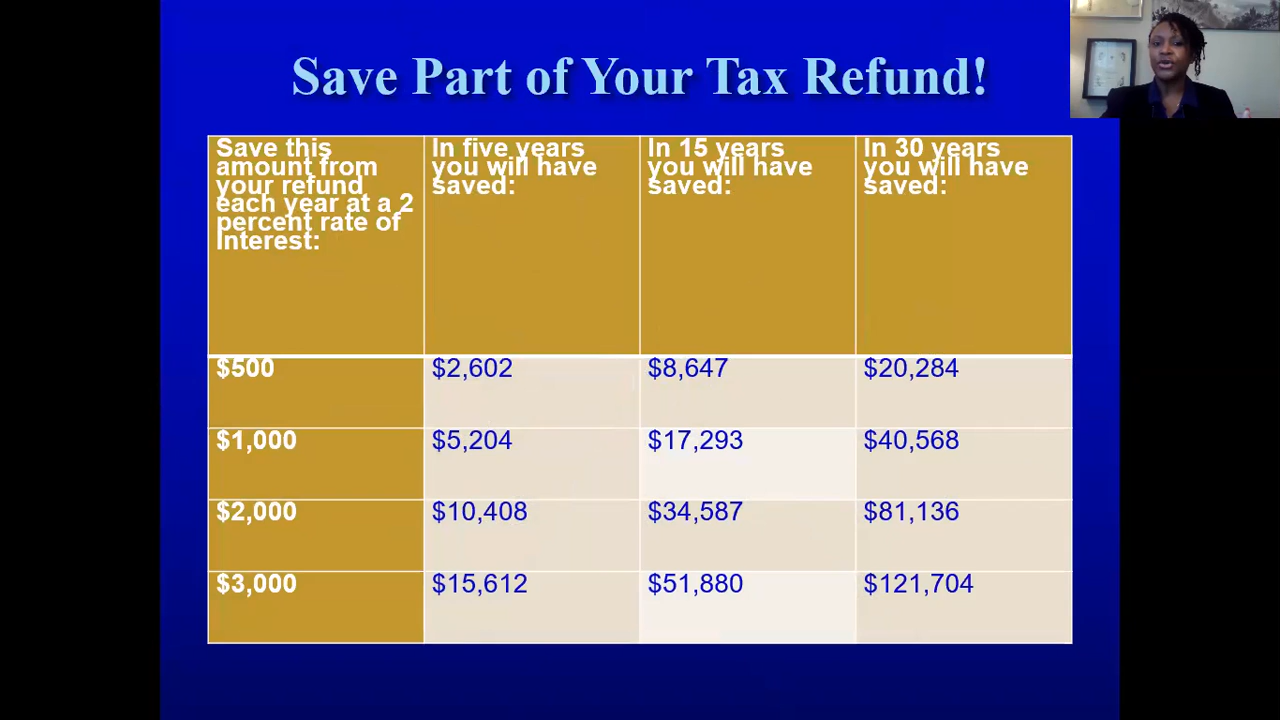 Save Part of Your Tax Refund!
Save this
amount from
your refund
each year at a 2
percent rate of
interest:
In five years
you will have
saved:
In 15 years
you will have
saved:
In 30 years
you will have
saved:
$500
$2,602
$8,647
$20,284
$1,000
$5,204
$17,293
$40,568
$2,000
$10,408
$34,587
$81,136
$3,000
$15,612
$51,880
$121,704